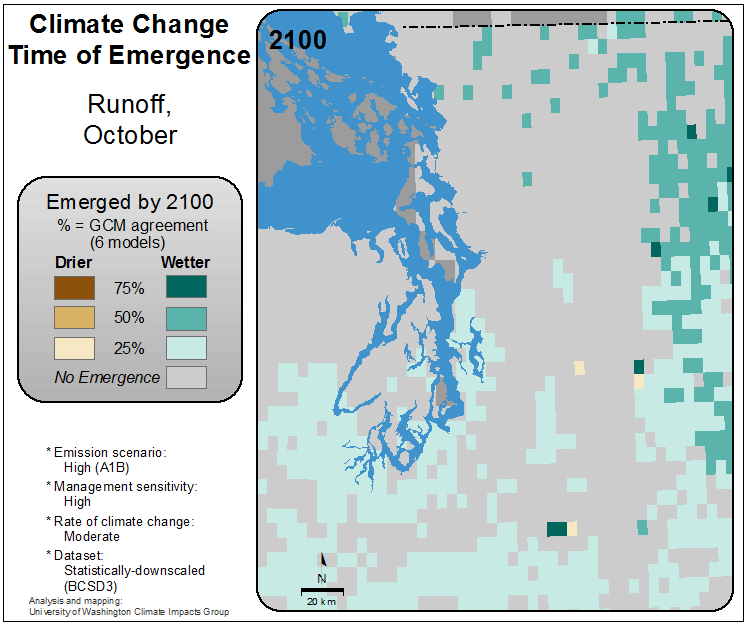 Climate Change
Time of Emergence
Runoff,
October
Emerged by 2100
% = GCM agreement
(6 models)
Drier Wetter
75%
50%
25%
No Emergence
* Emission scenario:
High (A1B)
* Management sensitivity:
High
* Rate of climate change:
Moderate
* Dataset:
Statistically-downscaled
(BCSD3)
Analysis and mapping:
University of Washington Climate Impacts Group
2100
N
20 km